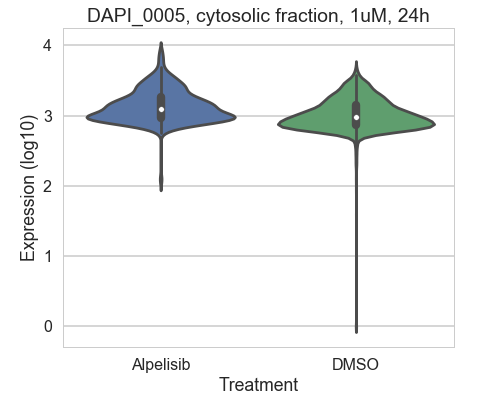 DAPI_0005, cytosolic fraction, 1uM, 24h
Expression (log10)
4
3
2
1
0
Alpelisib DMSO
Treatment